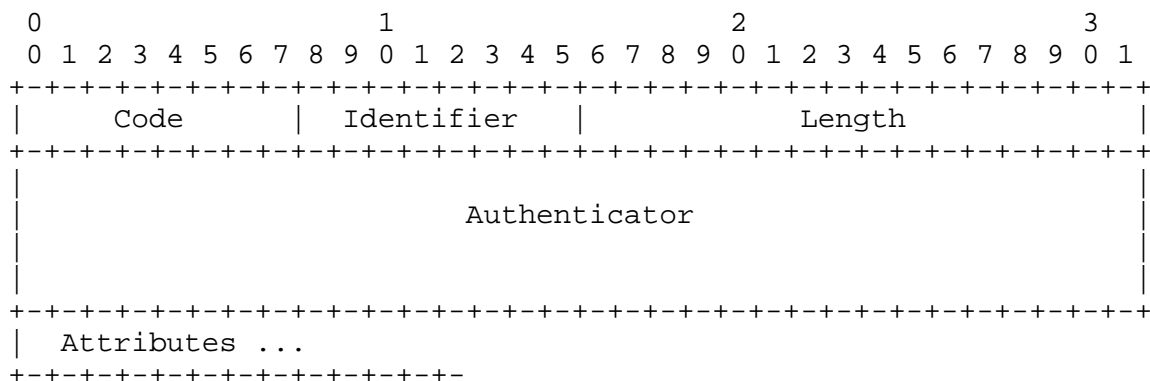 0                   1                   2                   3
 0 1 2 3 4 5 6 7 8 9 0 1 2 3 4 5 6 7 8 9 0 1 2 3 4 5 6 7 8 9 0 1
+-+-+-+-+-+-+-+-+-+-+-+-+-+-+-+-+-+-+-+-+-+-+-+-+-+-+-+-+-+-+-+-+
|     Code      |  Identifier   |            Length             |
+-+-+-+-+-+-+-+-+-+-+-+-+-+-+-+-+-+-+-+-+-+-+-+-+-+-+-+-+-+-+-+-+
|                                                               |
|                         Authenticator                         |
|                                                               |
|                                                               |
+-+-+-+-+-+-+-+-+-+-+-+-+-+-+-+-+-+-+-+-+-+-+-+-+-+-+-+-+-+-+-+-+
|  Attributes ...
+-+-+-+-+-+-+-+-+-+-+-+-+-